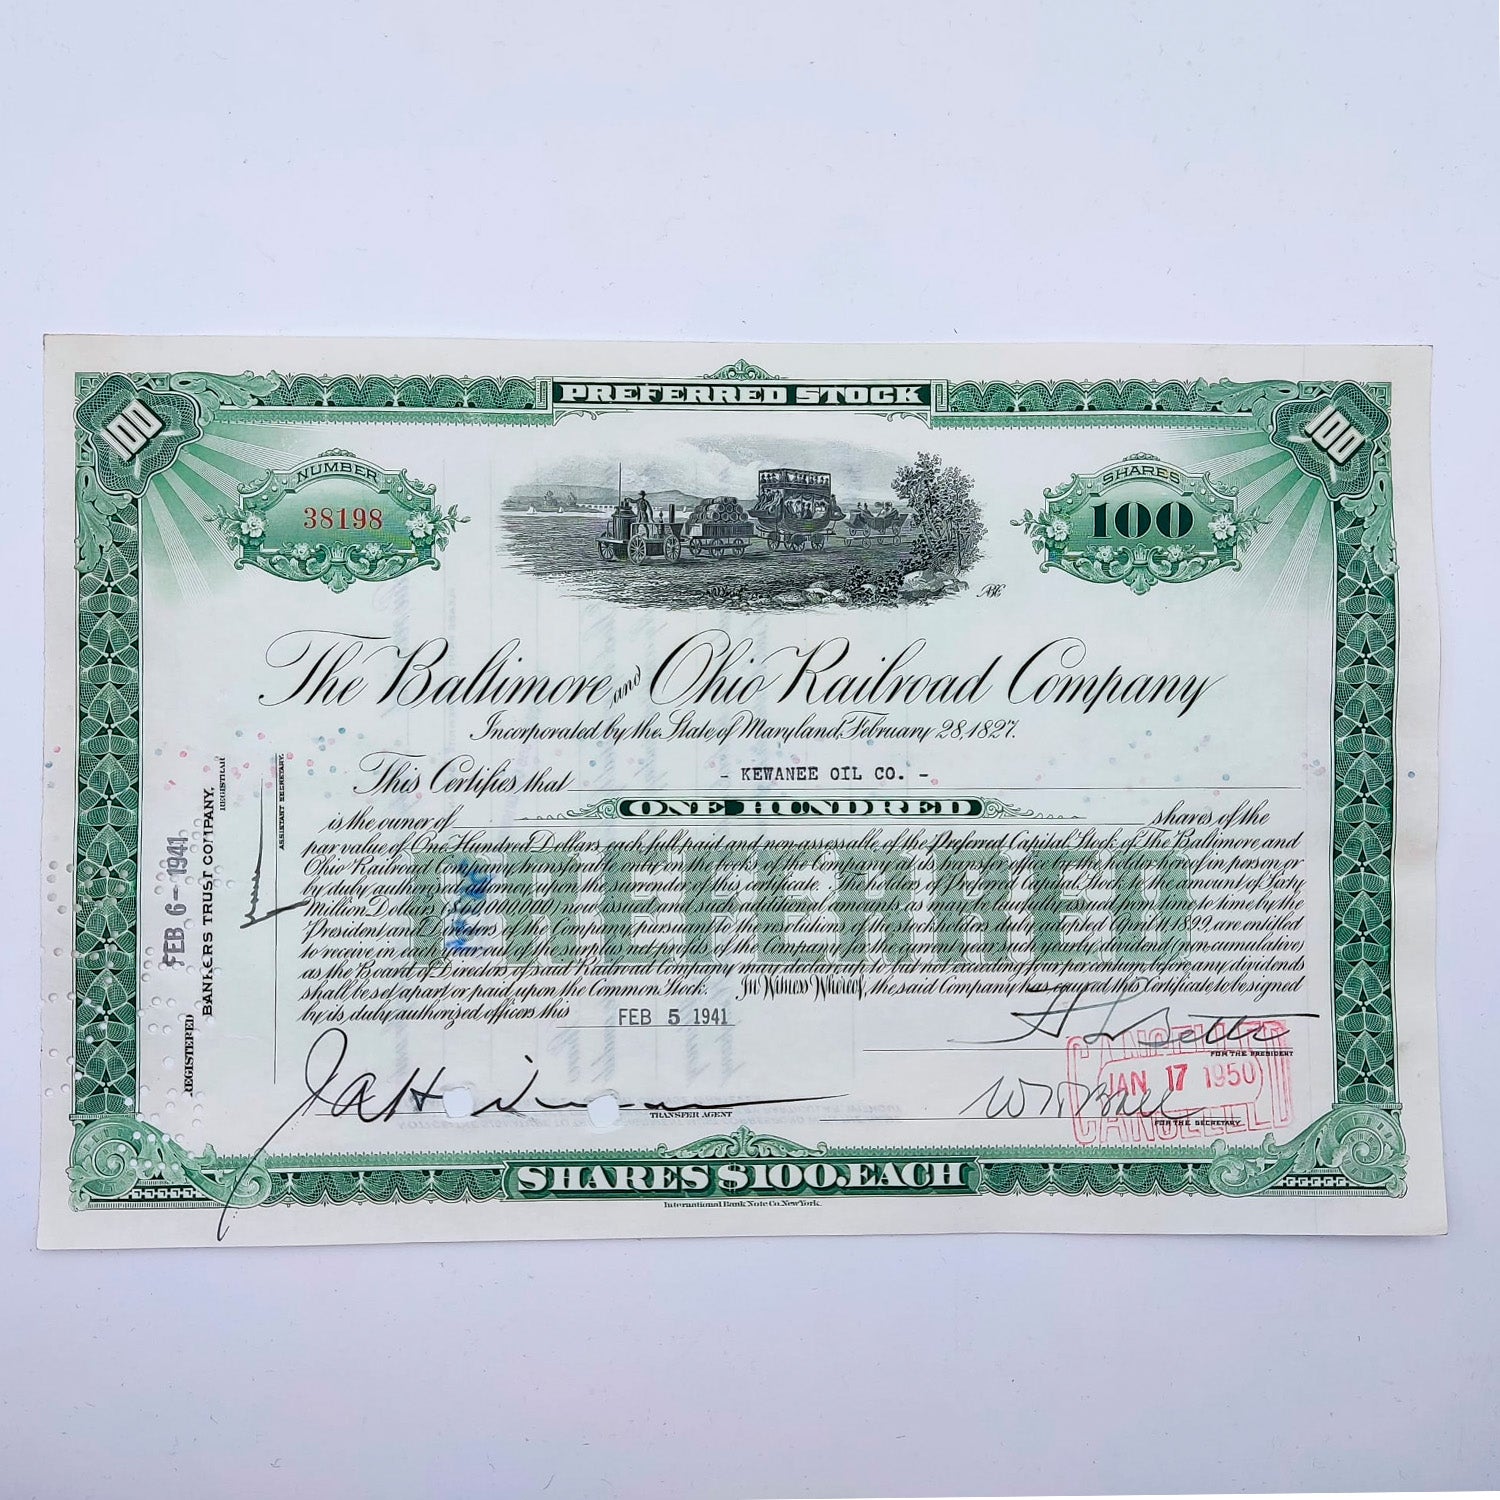 PREFERRED STOCK
100
100
NUMBER
38198
SHARES
100
The Baltimore and Ohio Railroad Company
Incorporated by the State of Maryland, February 28, 1827.
This Certifies that - KEWANEE OIL CO. -
is the owner of ONE HUNDRED shares of the
par value of One Hundred Dollars each full paid and non-assessable of the Preferred Capital Stock of The Baltimore and
Ohio Railroad Company, transferable only on the books of the Company at its transfer office by the holder hereof in person, or
by duly authorised attorney, upon the surrender of this certificate. The holders of Preferred Capital Stock to the amount of Sixty
Million Dollars ($60,000,000) now issued and such additional amounts as may be lawfully issued from time to time by the
President and Directors of the Company, pursuant to the resolutions of the stockholders duly adopted April 11, 1899, are entitled
to receive in each year out of the surplus net profits of the Company for the current year such yearly dividend (non-cumulative)
as the Board of Directors of said Railroad Company may declare, up to but not exceeding four per centum, before any dividends
shall be set apart or paid upon the Common Stock. In Witness Whereof, the said Company has caused this Certificate to be signed
by its duly authorized officers this FEB 5 1941
PREFERRED
FOR THE PRESIDENT
TRANSFER AGENT
FOR THE SECRETARY
CANCELLED
JAN 17 1950
CANCELLED
FEB 6 - 1941
REGISTERED
BANKERS TRUST COMPANY,
REGISTRAR
ASSISTANT SECRETARY.
SHARES $100. EACH
International Bank Note Co. New York.